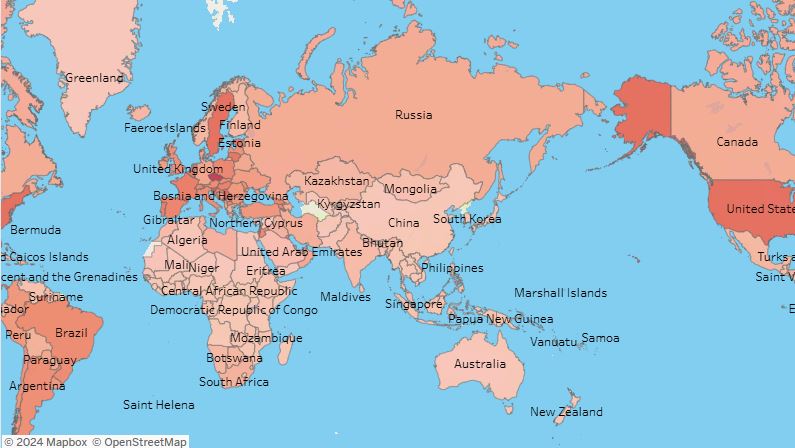 Greenland
Sweden
Russia
Faeroe Islands
Finland
Estonia
Canada
United Kingdom
Kazakhstan
Mongolia
Bosnia and Herzegovina
Kyrgyzstan
United State
Gibraltar
Northern Cyprus
China
South Korea
Bermuda
Algeria
Bhutan
d Caicos Islands
United Arab Emirates
Turks a
Mali
Niger
Eritrea
Philippines
cent and the Grenadines
Saint V
Suriname
Central African Republic
Maldives
Marshall Islands
ador
Democratic Republic of Congo
Singapore
E
Peru
Brazil
Papua New Guinea
Mozambique
Vanuatu
Samoa
Paraguay
Botswana
Australia
Argentina
South Africa
Saint Helena
New Zealand
© 2024 Mapbox © OpenStreetMap